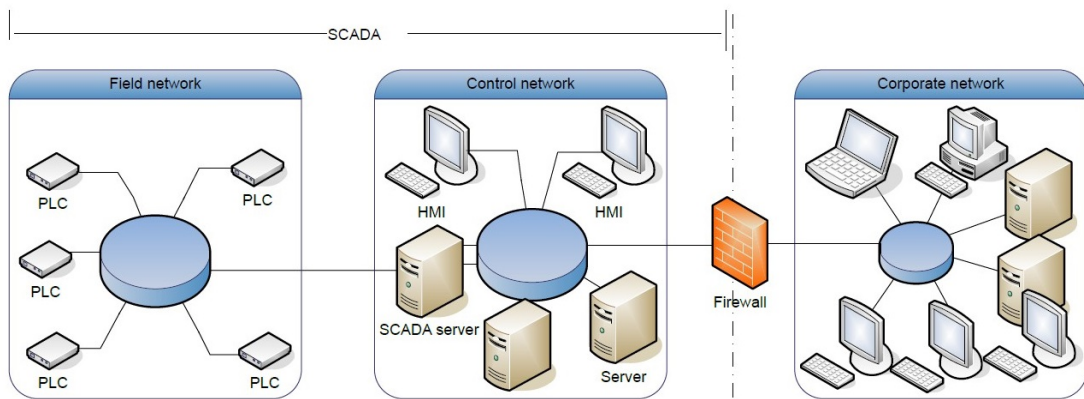 SCADA
Field network
Control network
Corporate network
PLC
PLC
HMI
HMI
PLC
Firewall
SCADA server
PLC
PLC
Server